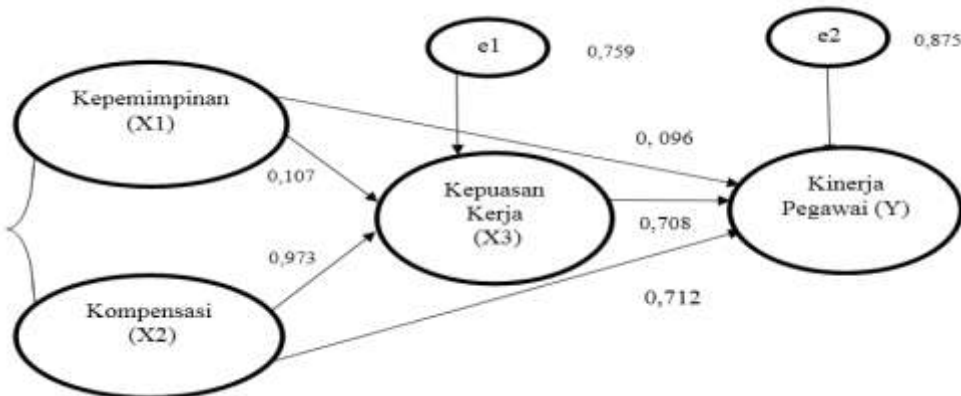 e1
0,759
e2
0,875
Kepemimpinan
(X1)
0, 096
0,107
Kepuasan
Kerja
(X3)
Kinerja
Pegawai (Y)
0,708
0,973
Kompensasi
(X2)
0,712